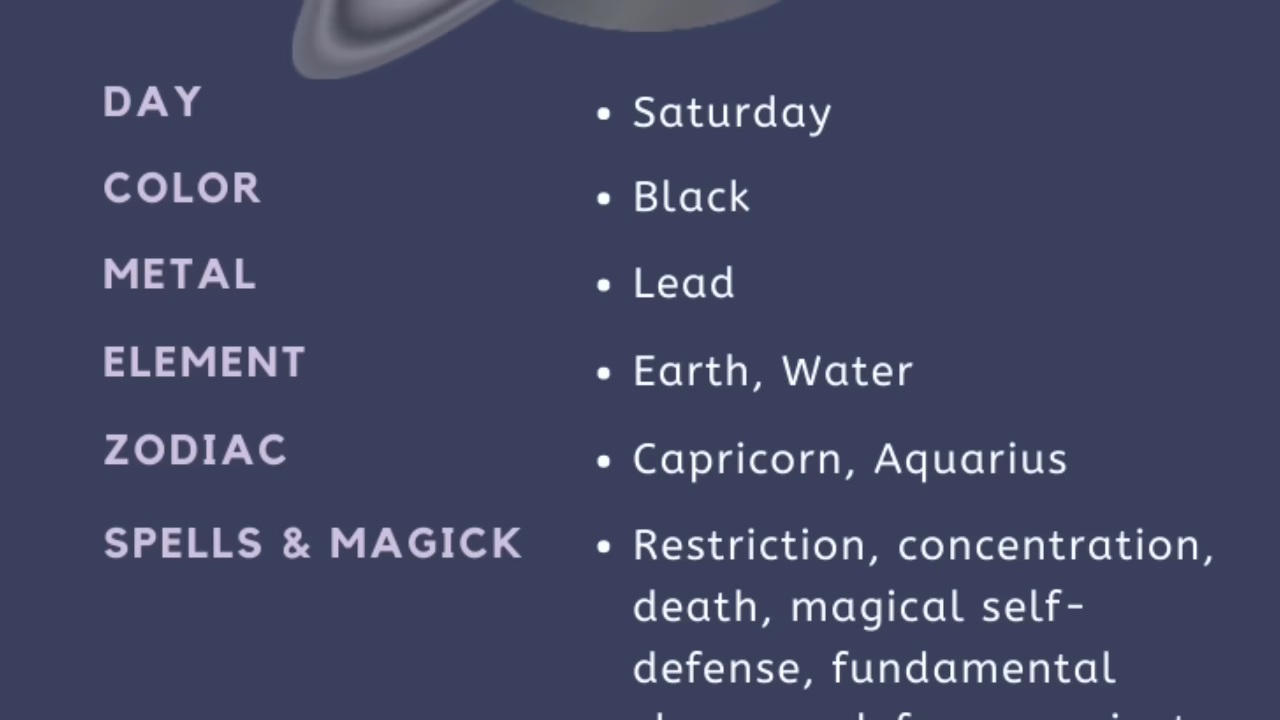 DAY
• Saturday
COLOR
• Black
METAL
• Lead
ELEMENT
• Earth, Water
ZODIAC
• Capricorn, Aquarius
SPELLS & MAGICK
• Restriction, concentration,
death, magical self-
defense, fundamental